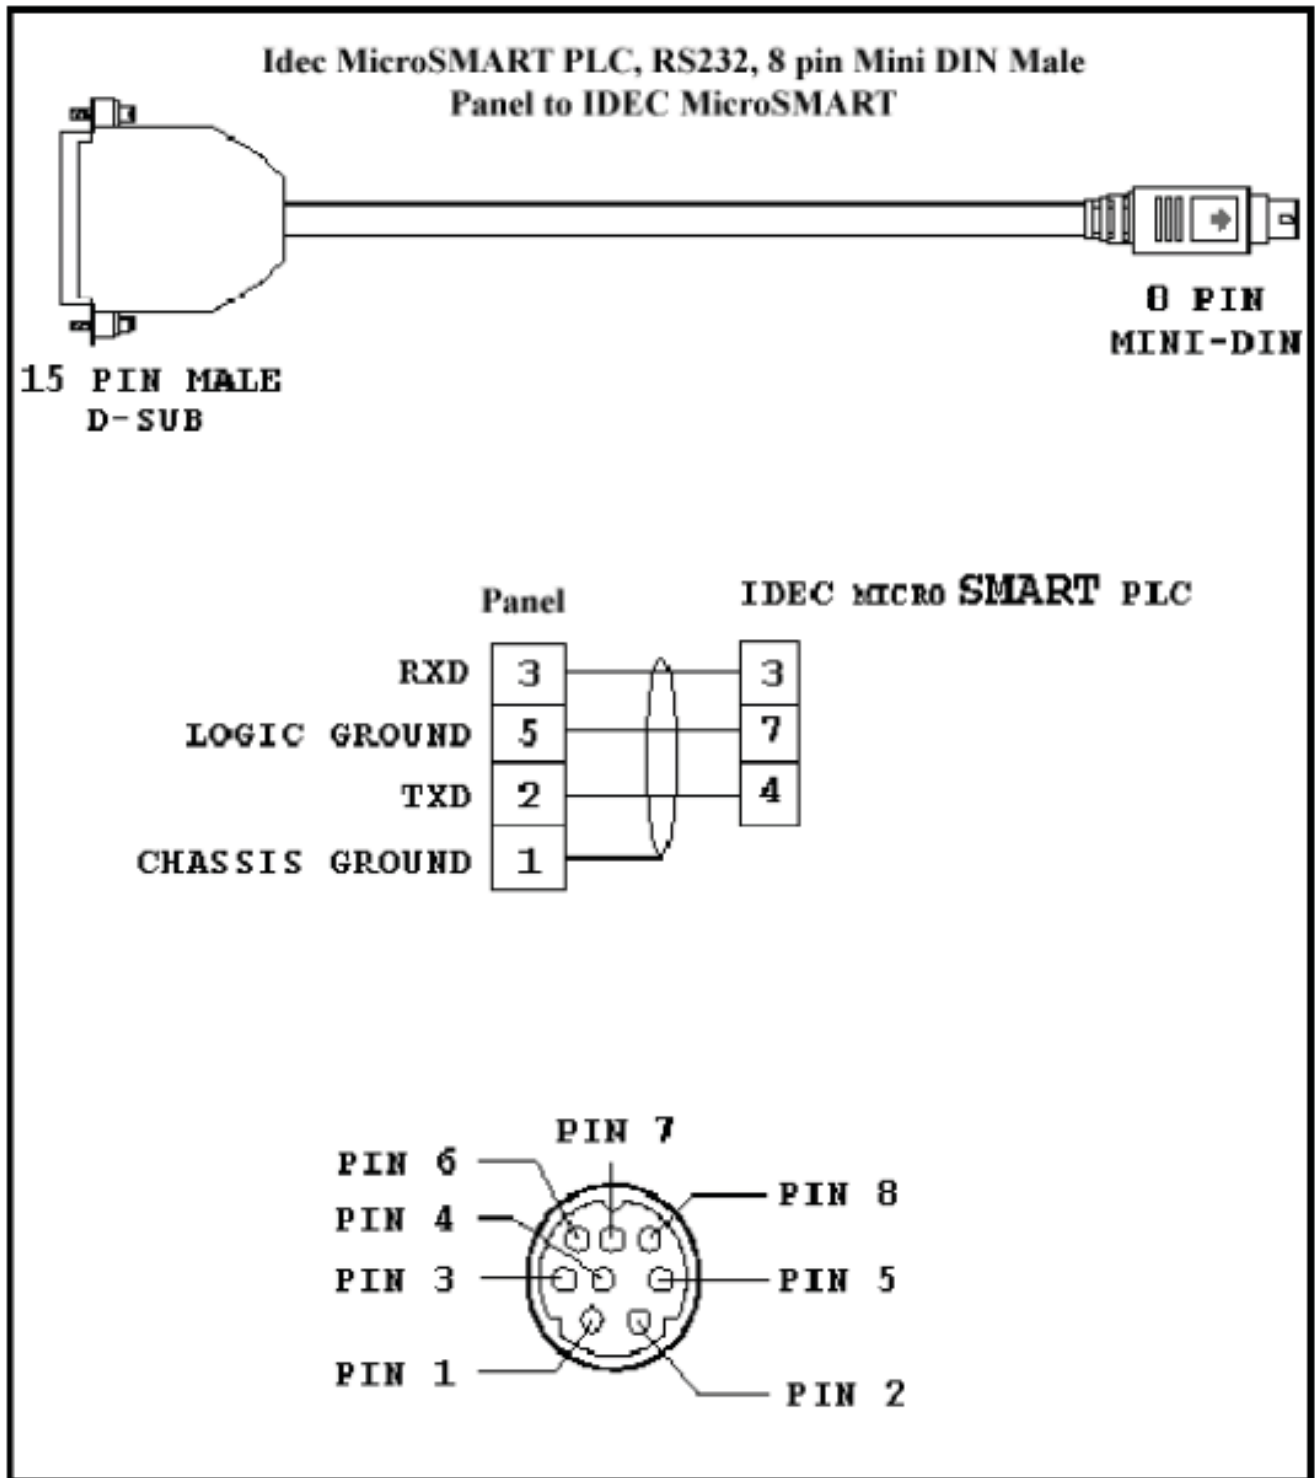 Idec MicroSMART PLC, RS232, 8 pin Mini DIN Male
Panel to IDEC MicroSMART
8 PIN
MINI-DIN
15 PIN MALE
D-SUB
Panel
IDEC MICRO SMART PLC
RXD 3 3
LOGIC GROUND 5 7
TXD 2 4
CHASSIS GROUND 1
PIN 7
PIN 6
PIN 8
PIN 4
PIN 3
PIN 5
PIN 1
PIN 2